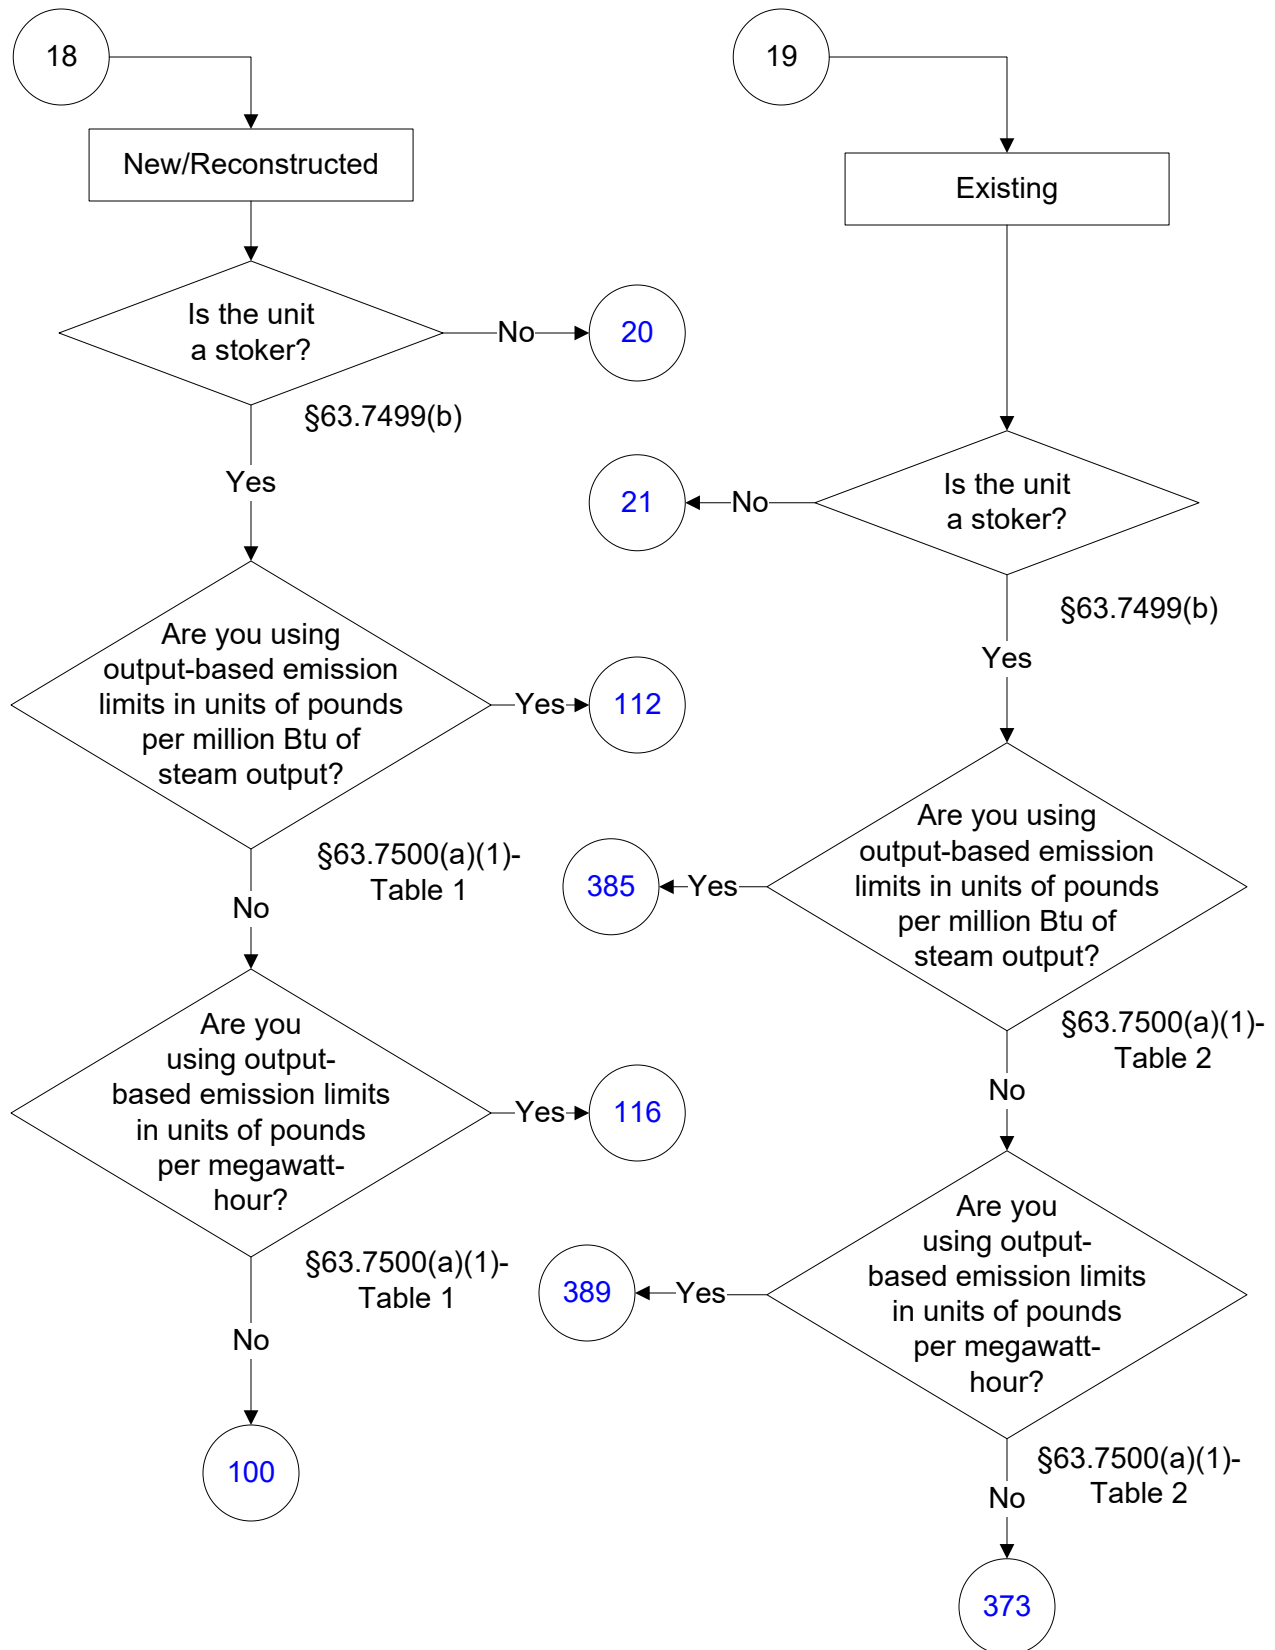 18
New/Reconstructed
Is the unit
a stoker?
No
20
§63.7499(b)
Yes
Are you using
output-based emission
limits in units of pounds
per million Btu of
steam output?
Yes
112
§63.7500(a)(1)-
Table 1
No
Are you
using output-
based emission limits
in units of pounds
per megawatt-
hour?
Yes
116
§63.7500(a)(1)-
Table 1
No
100
19
Existing
Is the unit
a stoker?
No
21
§63.7499(b)
Yes
Are you using
output-based emission
limits in units of pounds
per million Btu of
steam output?
Yes
385
§63.7500(a)(1)-
Table 2
No
Are you
using output-
based emission limits
in units of pounds
per megawatt-
hour?
Yes
389
§63.7500(a)(1)-
Table 2
No
373